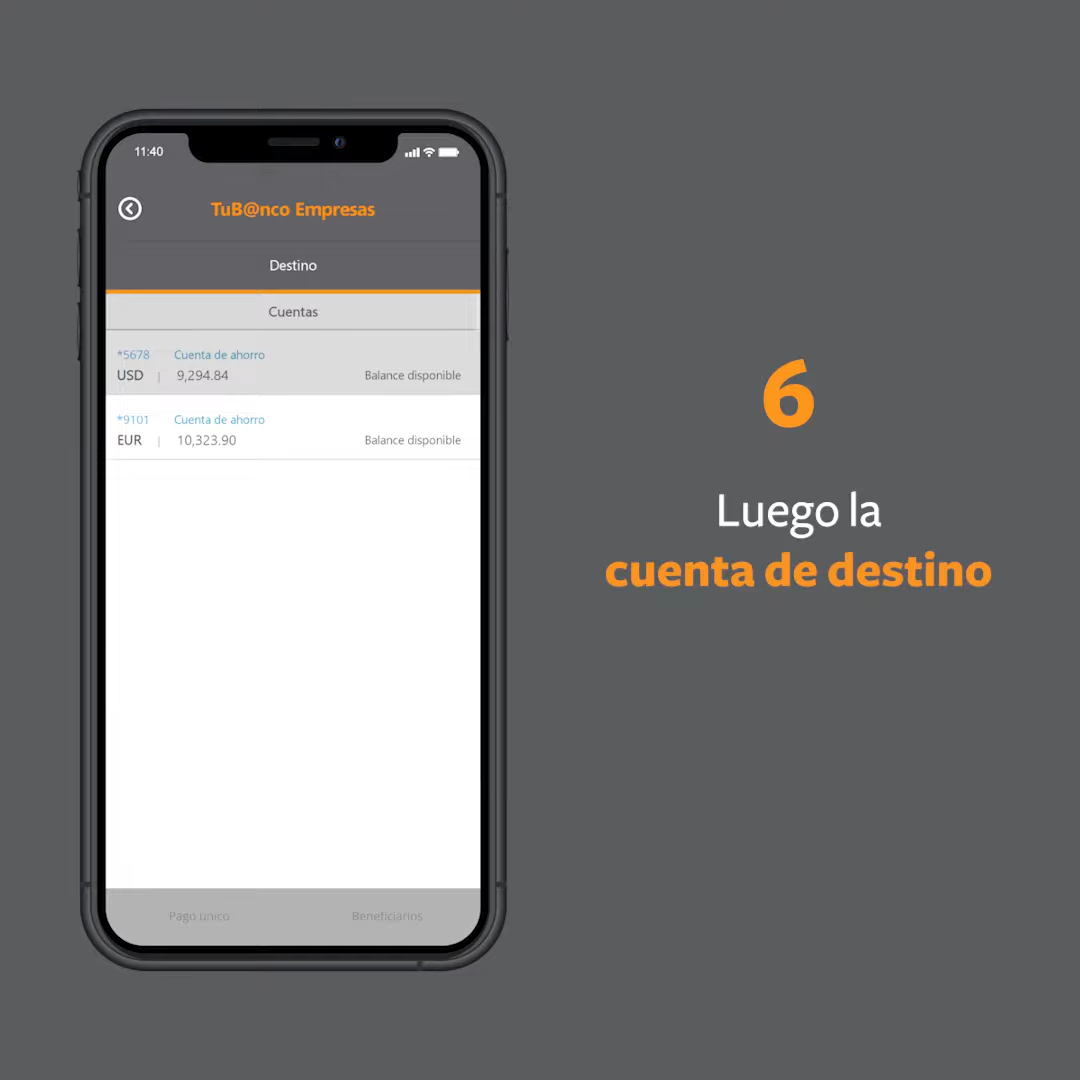 11:40
TuB@nco Empresas
Destino
Cuentas
*5678 Cuenta de ahorro
USD | 9,294.84 Balance disponible
*9101 Cuenta de ahorro
EUR | 10,323.90 Balance disponible
Pago único Beneficiarios
6
Luego la
cuenta de destino